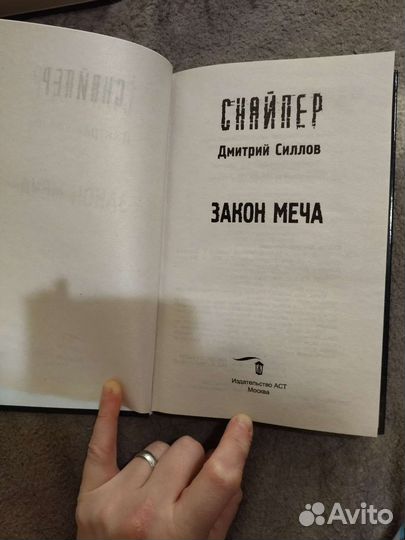 СНАЙПЕР
Дмитрий Силлов
ЗАКОН МЕЧА
Издательство АСТ
Москва
Avito